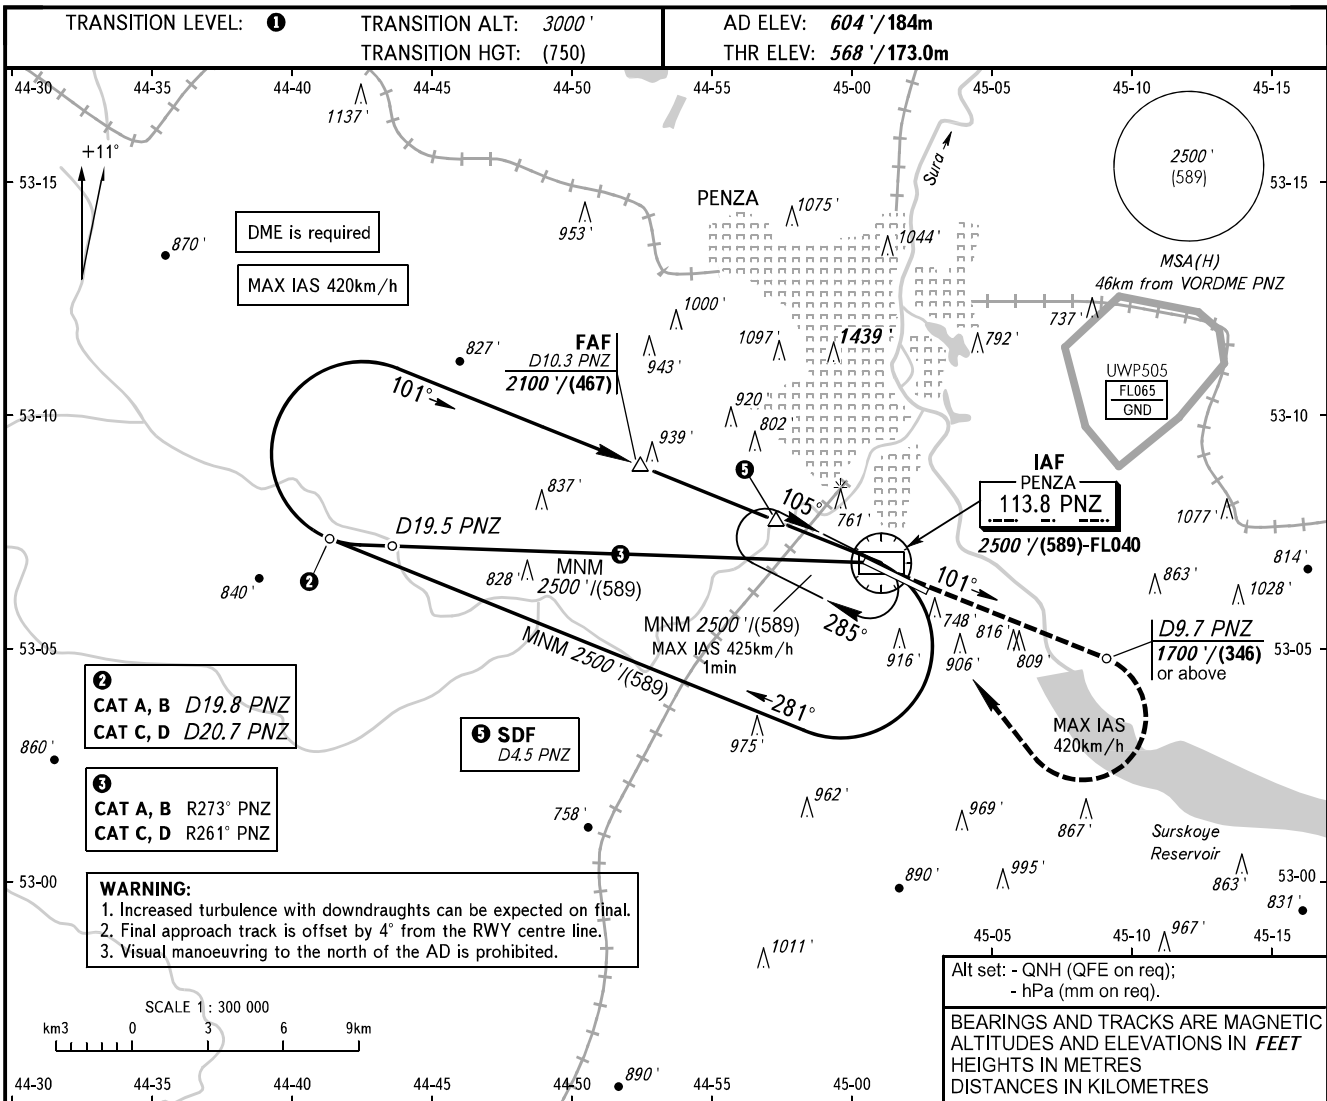 TRANSITION LEVEL: ❶ TRANSITION ALT: 3000 '
TRANSITION HGT: (750)
AD ELEV: 604 '/184m
THR ELEV: 568 '/173.0m
44-30 44-35 44-40 44-45 44-50 44-55 45-00 45-05 45-10 45-15
1137 '
+11°
2500 '
(589)
Sura
53-15 53-15
PENZA
1075 '
953 '
1044 '
870 '
DME is required
MSA(H)
46km from VORDME PNZ
MAX IAS 420km/h
1000 '
737 '
1097 '
1439 '
792 '
FAF
D10.3 PNZ
2100 '/(467)
827 '
943 '
UWP505
FL065
GND
101°
920 '
53-10 53-10
802 '
939 '
❺
IAF
PENZA
113.8 PNZ
2500 '/(589)-FL040
837 '
105°
761 '
1077 '
D19.5 PNZ
❸
814 '
❷
840 '
828 '
MNM
2500 '/(589)
101°
863 '
1028 '
MNM 2500 '/(589)
MAX IAS 425km/h
1min
285°
748 '
816 '
809 '
D9.7 PNZ
1700 '/(346)
or above
53-05 53-05
MNM 2500 '/(589)
916 '
906 '
❷
CAT A, B D19.8 PNZ
CAT C, D D20.7 PNZ
281°
❺ SDF
D4.5 PNZ
975 '
MAX IAS
420km/h
860 '
❸
CAT A, B R273° PNZ
CAT C, D R261° PNZ
758 '
962 '
969 '
867 '
Surskoye
Reservoir
890 '
995 '
863 '
53-00 53-00
831 '
WARNING:
1. Increased turbulence with downdraughts can be expected on final.
2. Final approach track is offset by 4° from the RWY centre line.
3. Visual manoeuvring to the north of the AD is prohibited.
1011 '
967 '
45-05 45-10 45-15
Alt set: - QNH (QFE on req);
- hPa (mm on req).
SCALE 1 : 300 000
km3 0 3 6 9km
BEARINGS AND TRACKS ARE MAGNETIC
ALTITUDES AND ELEVATIONS IN FEET
HEIGHTS IN METRES
DISTANCES IN KILOMETRES
890 '
44-30 44-35 44-40 44-45 44-50 44-55 45-00